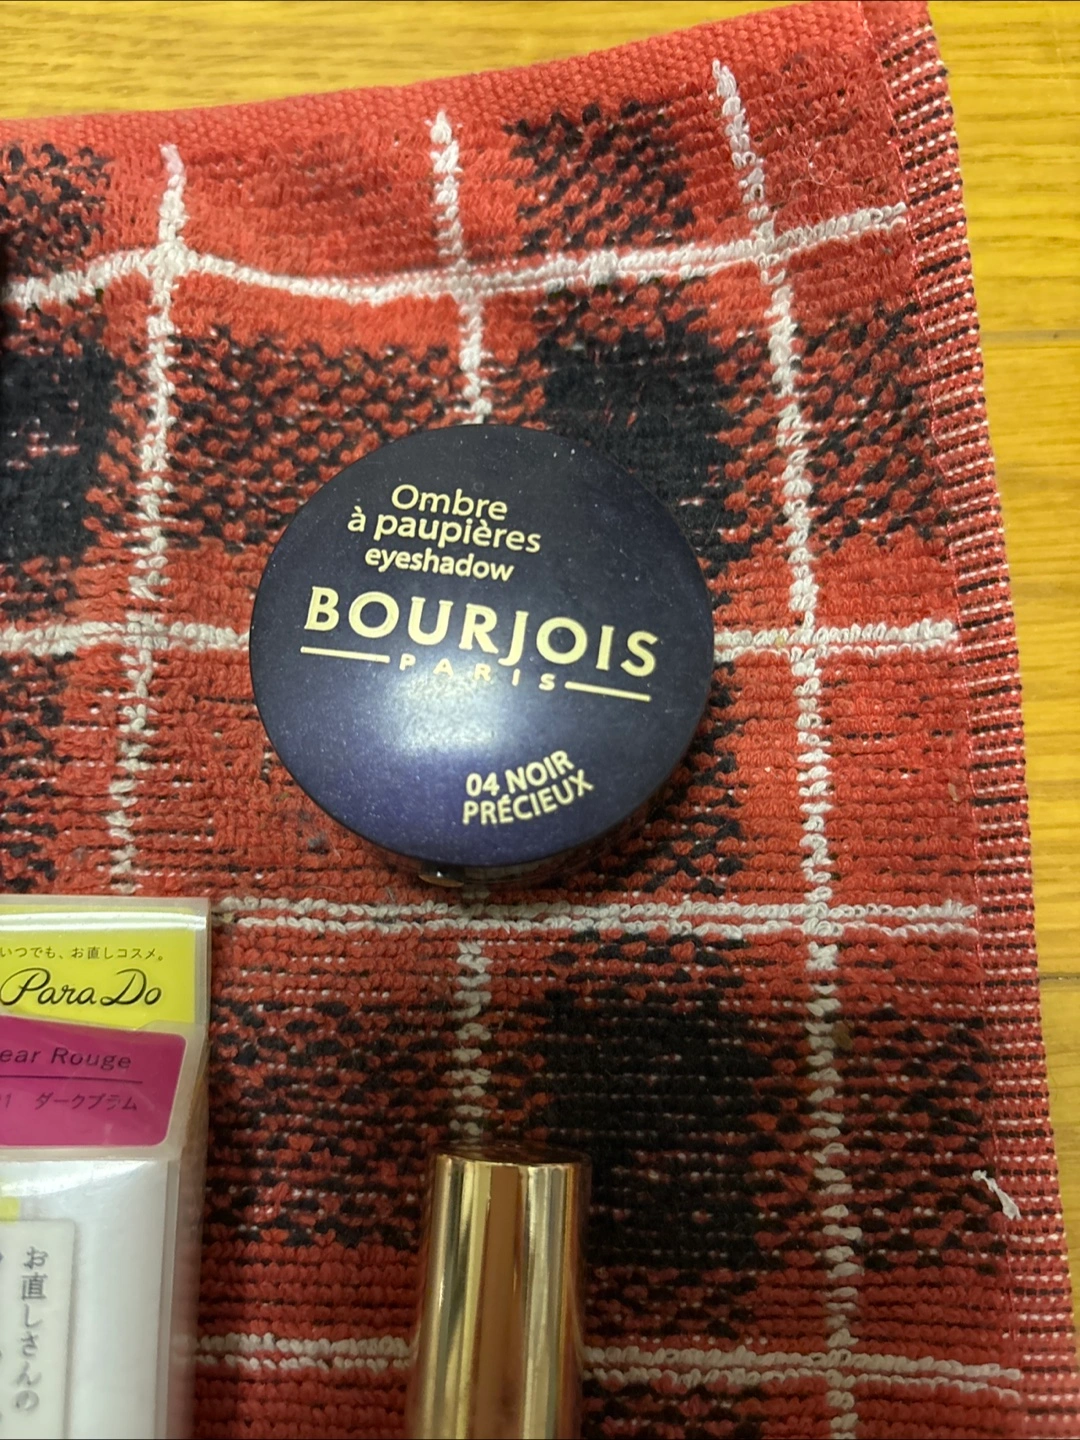 Ombre
à paupières
eyeshadow
BOURJOIS
PARIS
04 NOIR
PRÉCIEUX
いつでも、お直しコスメ。
Para Do
ear Rouge
ダークプラム
お直しさんの